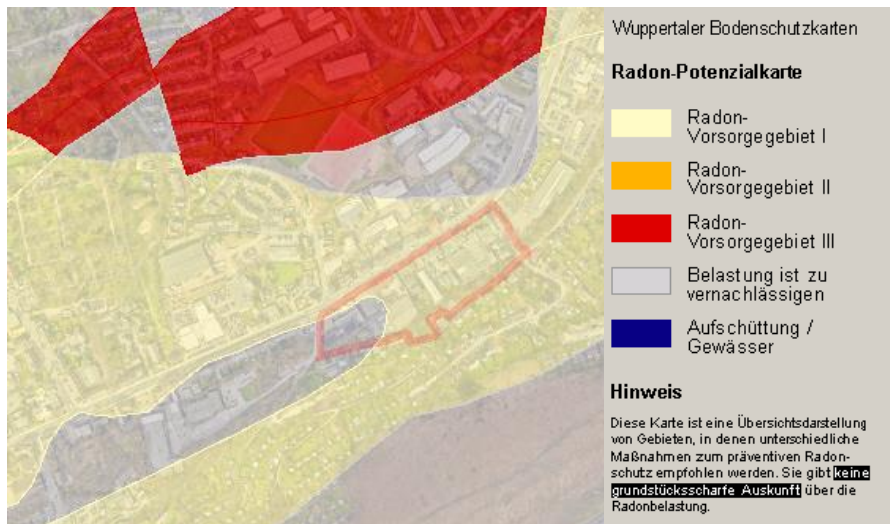 Wuppertaler Bodenschutzkarten
Radon-Potenzialkarte
Radon-
Vorsorgegebiet I
Radon-
Vorsorgegebiet II
Radon-
Vorsorgegebiet III
Belastung ist zu
vernachlässigen
Aufschüttung /
Gewässer
Hinweis
Diese Karte ist eine Übersichtsdarstellung
von Gebieten, in denen unterschiedliche
Maßnahmen zum präventiven Radon-
schutz empfohlen werden. Sie gibt keine
grundstücksscharfe Auskunft über die
Radonbelastung.